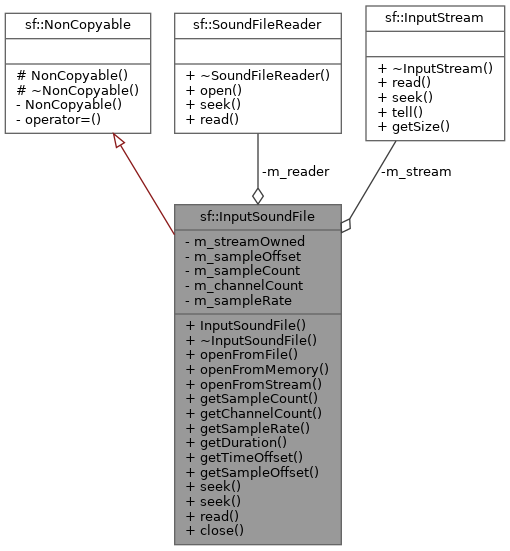 sf::NonCopyable
# NonCopyable()
# ~NonCopyable()
- NonCopyable()
- operator=()
sf::SoundFileReader
+ ~SoundFileReader()
+ open()
+ seek()
+ read()
sf::InputStream
+ ~InputStream()
+ read()
+ seek()
+ tell()
+ getSize()
-m_reader
-m_stream
sf::InputSoundFile
- m_streamOwned
- m_sampleOffset
- m_sampleCount
- m_channelCount
- m_sampleRate
+ InputSoundFile()
+ ~InputSoundFile()
+ openFromFile()
+ openFromMemory()
+ openFromStream()
+ getSampleCount()
+ getChannelCount()
+ getSampleRate()
+ getDuration()
+ getTimeOffset()
+ getSampleOffset()
+ seek()
+ seek()
+ read()
+ close()